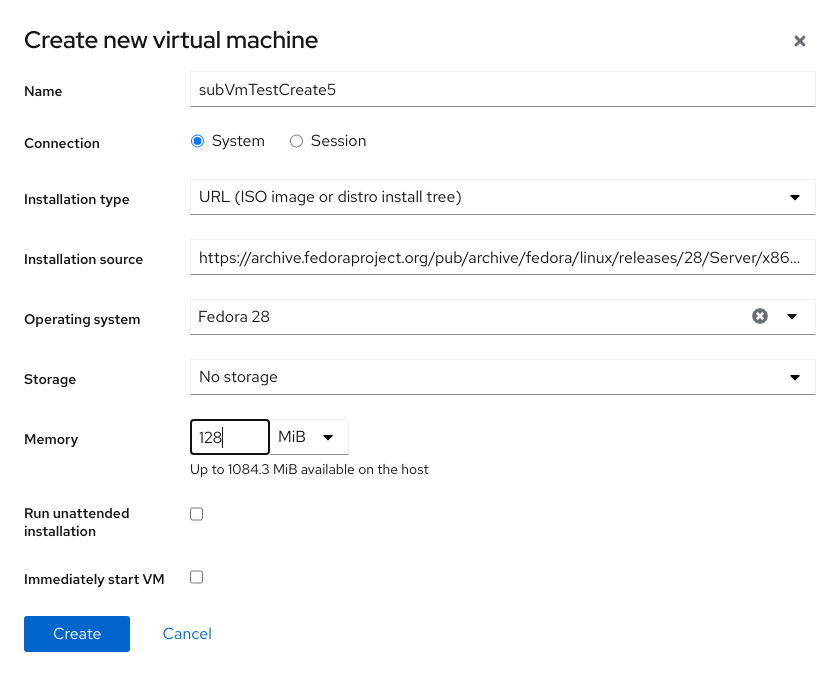 Create new virtual machine
Name
subVmTestCreate5
Connection
System
Session
Installation type
URL (ISO image or distro install tree)
Installation source
https://archive.fedoraproject.org/pub/archive/fedora/linux/releases/28/Server/x86...
Operating system
Fedora 28
Storage
No storage
Memory
128
MiB
Up to 1084.3 MiB available on the host
Run unattended
installation
Immediately start VM
Create
Cancel